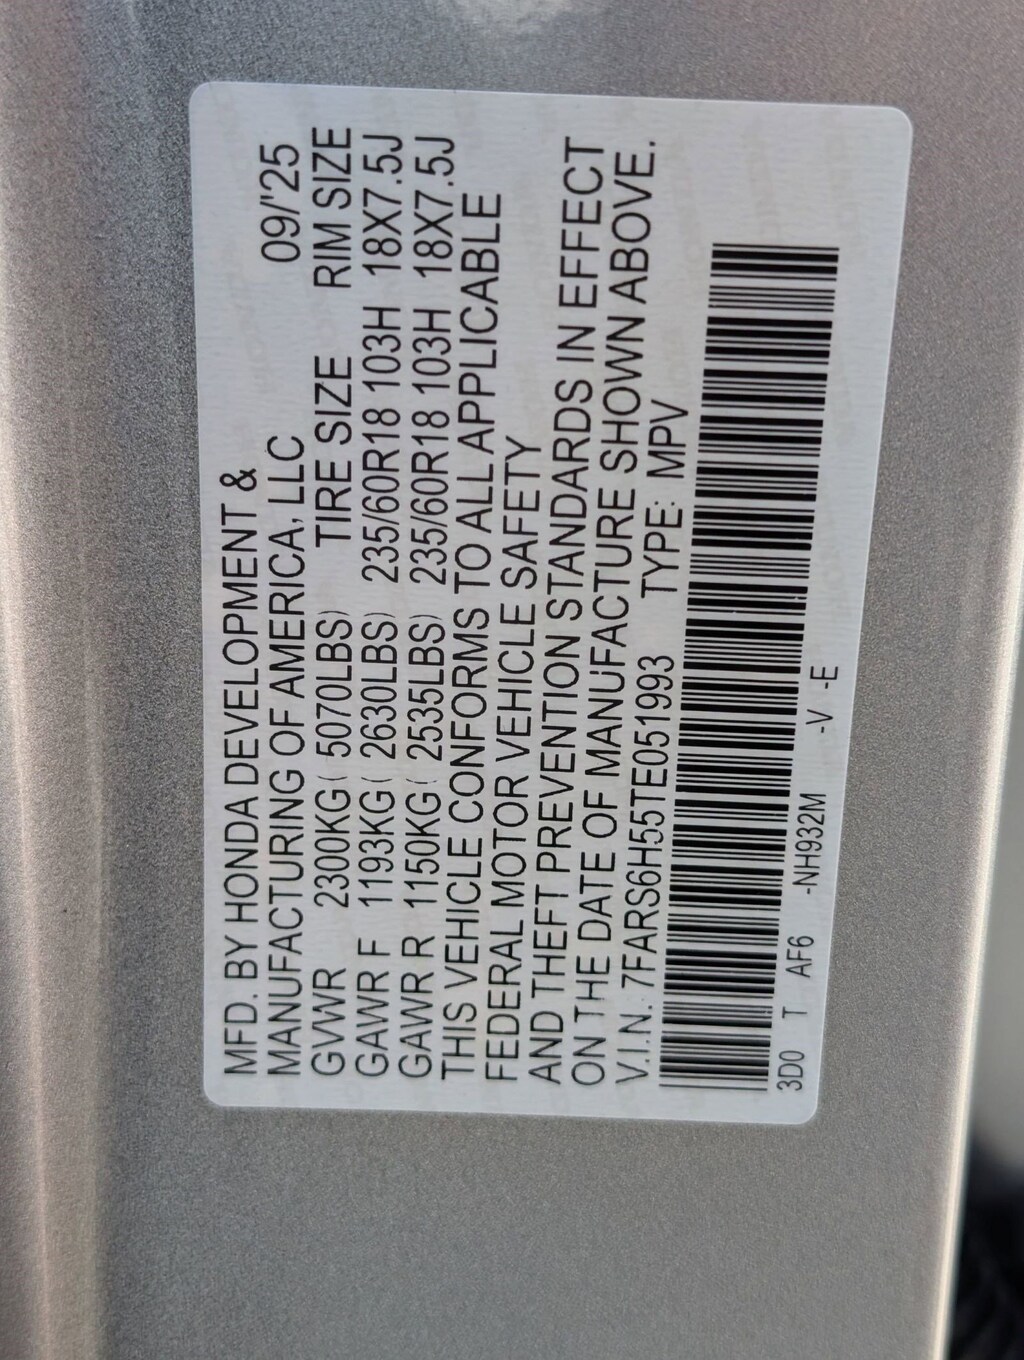 MFD. BY HONDA DEVELOPMENT &
MANUFACTURING OF AMERICA, LLC 09/'25
GVWR 2300KG ( 5070LBS) TIRE SIZE RIM SIZE
GAWR F 1193KG ( 2630LBS) 235/60R18 103H 18X7.5J
GAWR R 1150KG ( 2535LBS) 235/60R18 103H 18X7.5J
THIS VEHICLE CONFORMS TO ALL APPLICABLE
FEDERAL MOTOR VEHICLE SAFETY
AND THEFT PREVENTION STANDARDS IN EFFECT
ON THE DATE OF MANUFACTURE SHOWN ABOVE.
V.I.N. 7FARS6H55TE051993 TYPE: MPV
3D0 T AF6 -NH932M -V -E